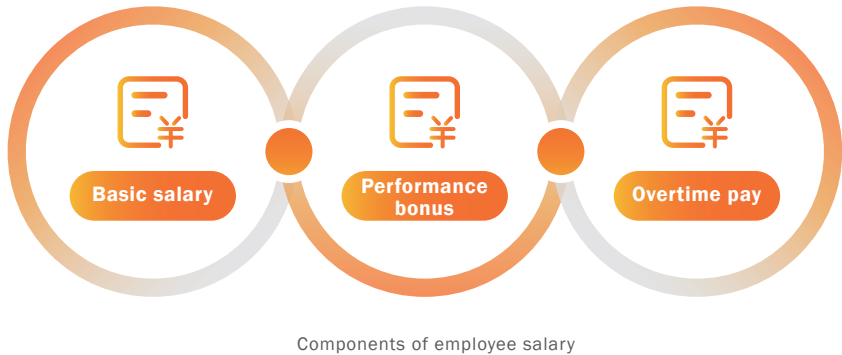 Basic salary
Performance
bonus
Overtime pay
Components of employee salary